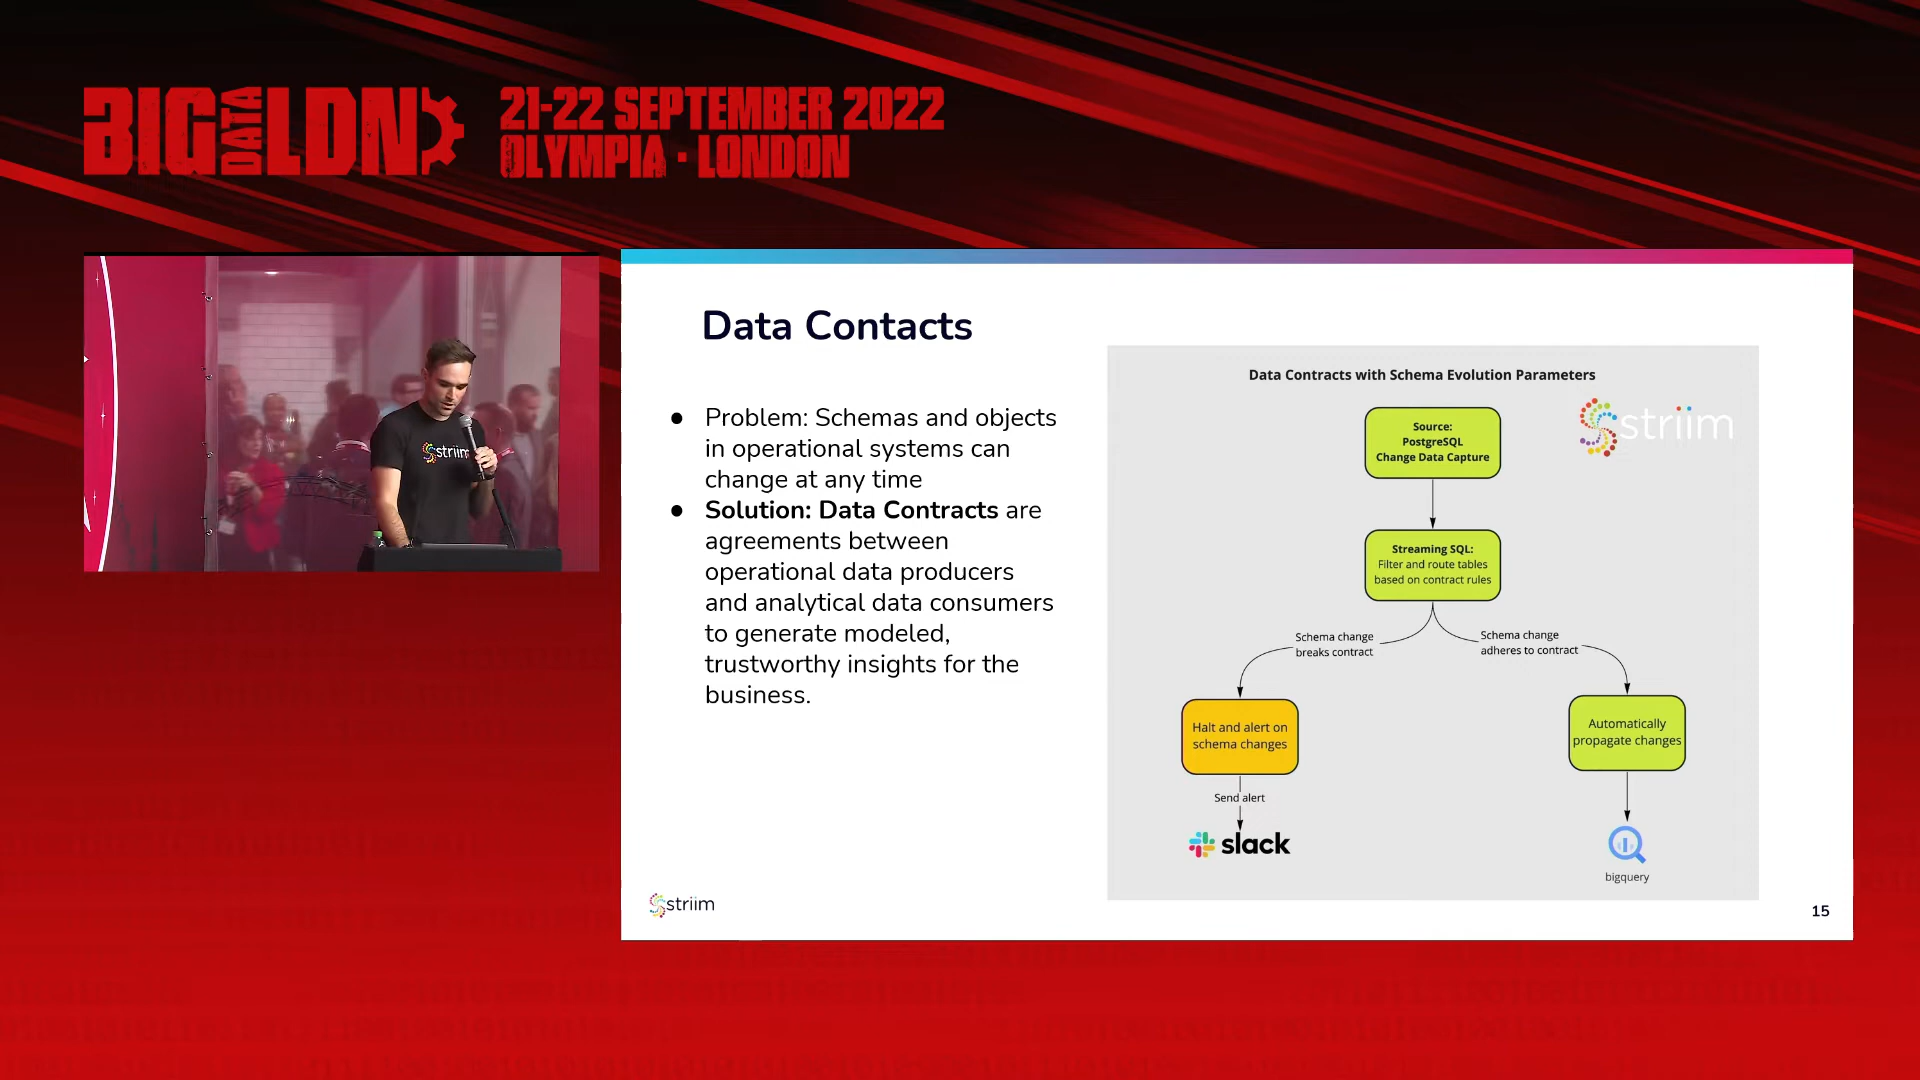 BIG DATA LDN
21-22 SEPTEMBER 2022
OLYMPIA · LONDON
striim
Data Contacts
● Problem: Schemas and objects
in operational systems can
change at any time
● Solution: Data Contracts are
agreements between
operational data producers
and analytical data consumers
to generate modeled,
trustworthy insights for the
business.
Data Contracts with Schema Evolution Parameters
striim
Source:
PostgreSQL
Change Data Capture
Streaming SQL:
Filter and route tables
based on contract rules
Schema change
breaks contract
Schema change
adheres to contract
Halt and alert on
schema changes
Automatically
propagate changes
Send alert
slack
bigquery
striim
15